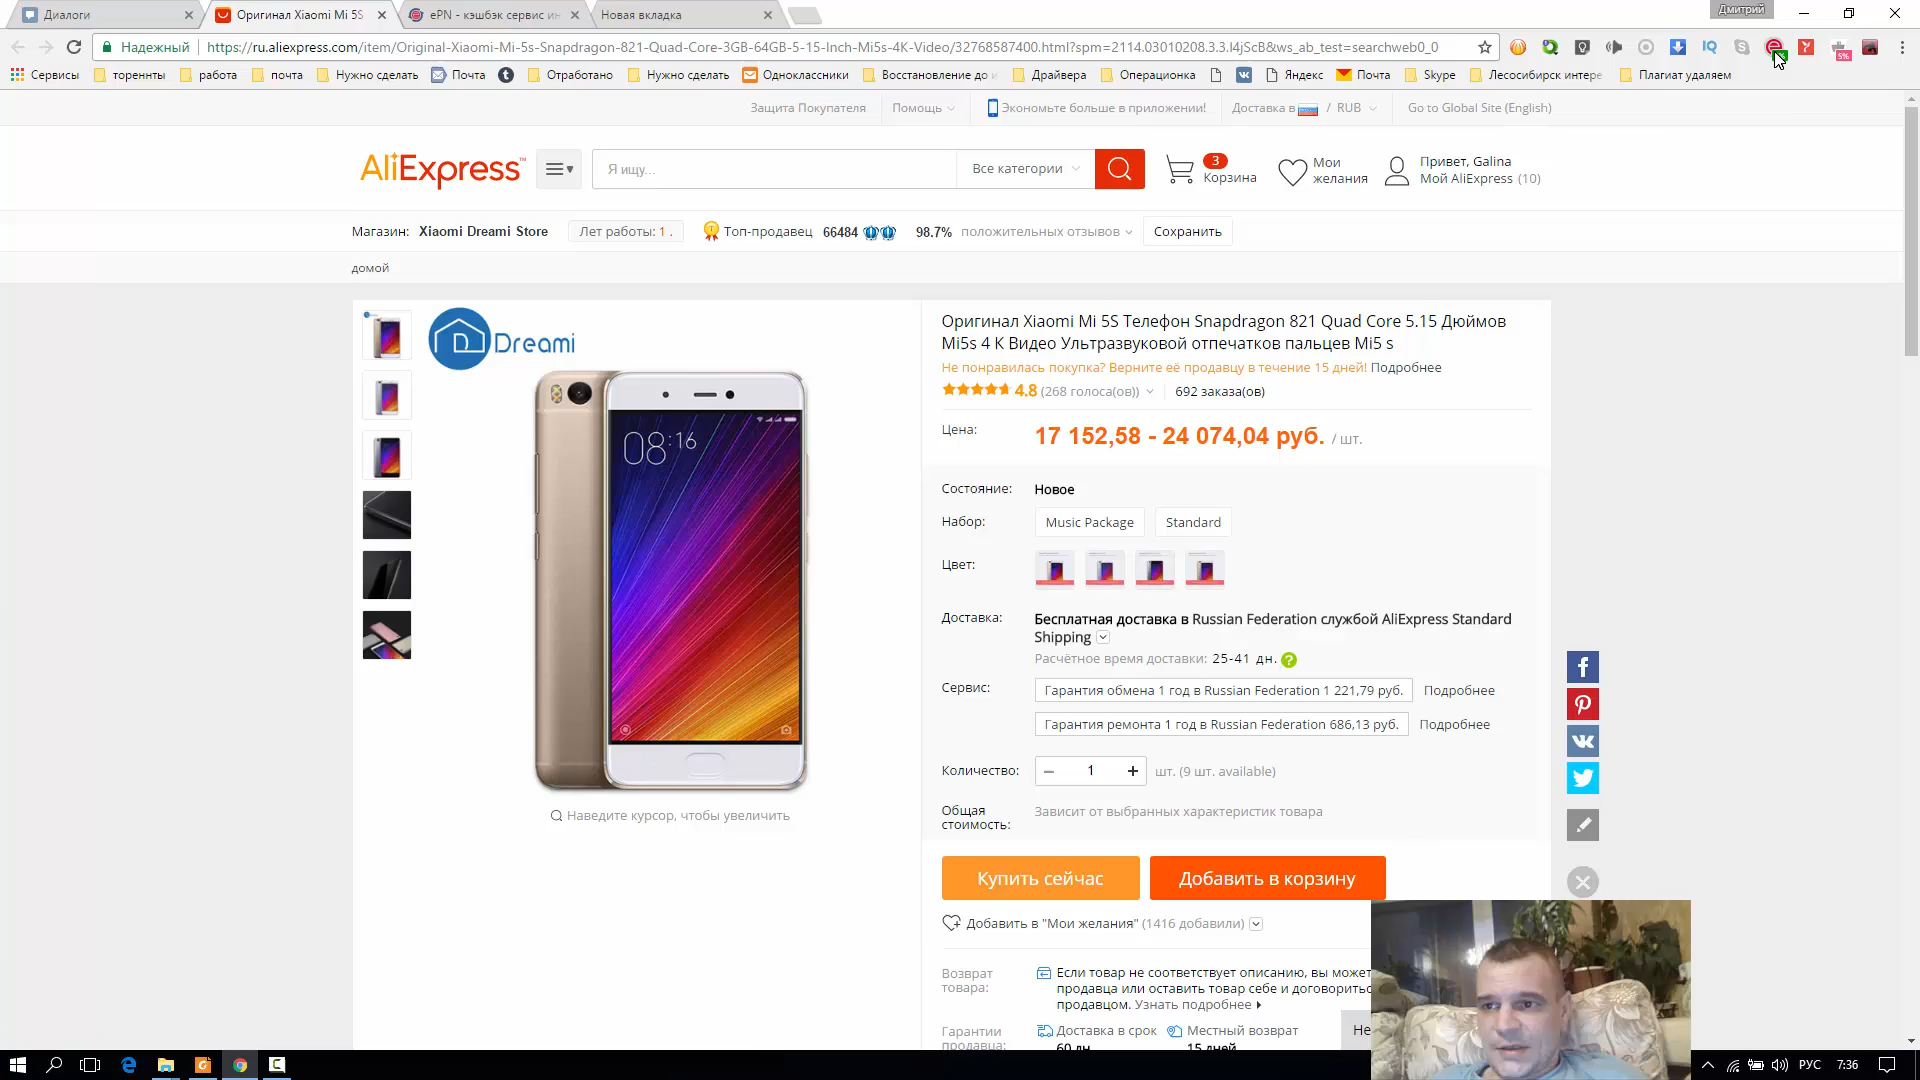 Диалоги
Оригинал Xiaomi Mi 5S
ePN - кэшбэк сервис ин
Новая вкладка
Дмитрий
Надежный
https://ru.aliexpress.com/item/Original-Xiaomi-Mi-5s-Snapdragon-821-Quad-Core-3GB-64GB-5-15-Inch-Mi5s-4K-Video/32768587400.html?spm=2114.03010208.3.3.I4jScB&ws_ab_test=searchweb0_0
Сервисы
тореннты
работа
почта
Нужно сделать
Почта
Отработано
Нужно сделать
Одноклассники
Восстановление до
Драйвера
Операционка
Яндекс
Почта
Skype
Лесосибирск интере
Плагиат удаляем
Защита Покупателя
Помощь
Экономьте больше в приложении!
Доставка в / RUB
Go to Global Site (English)
AliExpress
Я ищу...
Все категории
3
Корзина
Мои желания
Привет, Galina
Мой AliExpress (10)
Магазин: Xiaomi Dreami Store
Лет работы: 1 .
Топ-продавец 66484
98.7% положительных отзывов
Сохранить
домой
Dreami
08:16
Наведите курсор, чтобы увеличить
Оригинал Xiaomi Mi 5S Телефон Snapdragon 821 Quad Core 5.15 Дюймов
Mi5s 4 К Видео Ультразвуковой отпечатков пальцев Mi5 s
Не понравилась покупка? Верните её продавцу в течение 15 дней! Подробнее
4.8 (268 голоса(ов)) 692 заказа(ов)
Цена: 17 152,58 - 24 074,04 руб. / шт.
Состояние: Новое
Набор: Music Package Standard
Цвет:
Доставка: Бесплатная доставка в Russian Federation службой AliExpress Standard
Shipping
Расчётное время доставки: 25-41 дн. ?
Сервис: Гарантия обмена 1 год в Russian Federation 1 221,79 руб. Подробнее
Гарантия ремонта 1 год в Russian Federation 686,13 руб. Подробнее
Количество: 1 шт. (9 шт. available)
Общая
стоимость: Зависит от выбранных характеристик товара
Купить сейчас
Добавить в корзину
Добавить в "Мои желания" (1416 добавили)
Возврат
товара:
Если товар не соответствует описанию, вы может
продавца или оставить товар себе и договоритьс
продавцом. Узнать подробнее
Гарантии
продавца:
Доставка в срок
60 дн.
Местный возврат
15 дней
Не
РУС
7:36